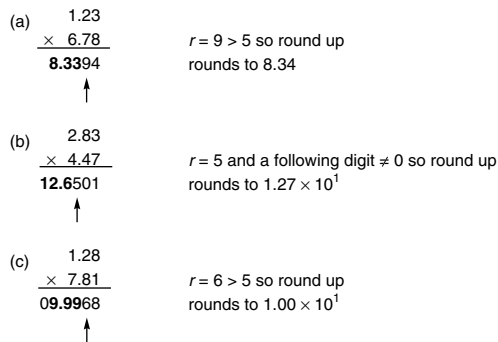 (a) 1.23
× 6.78 r = 9 > 5 so round up
8.3394 rounds to 8.34
(b) 2.83
× 4.47 r = 5 and a following digit ≠ 0 so round up
12.6501 rounds to 1.27 × 10¹
(c) 1.28
× 7.81 r = 6 > 5 so round up
09.9968 rounds to 1.00 × 10¹